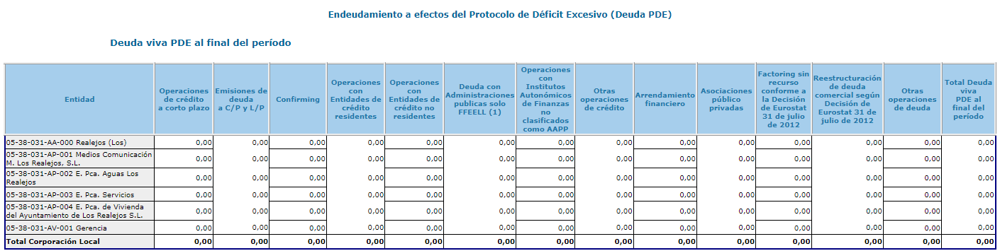 Endeudamiento a efectos del Protocolo de Déficit Excesivo (Deuda PDE)
Deuda viva PDE al final del período
Entidad
Operaciones
de crédito
a corto plazo
Emisiones de
deuda
a C/P y L/P
Confirming
Operaciones
con
Entidades de
crédito
residentes
Operaciones
con
Entidades de
crédito no
residentes
Deuda con
Administraciones
publicas solo
FFEELL (1)
Operaciones
con
Institutos
Autonómicos
de Finanzas
no
clasificados
como AAPP
Otras
operaciones
de crédito
Arrendamiento
financiero
Asociaciones
público
privadas
Factoring sin
recurso
conforme a
la Decisión
de Eurostat
31 de julio
de 2012
Reestructuración
de deuda
comercial según
Decisión de
Eurostat 31 de
julio de 2012
Otras
operaciones
de deuda
Total Deuda
viva
PDE al
final del
período
05-38-031-AA-000 Realejos (Los) 0,00 0,00 0,00 0,00 0,00 0,00 0,00 0,00 0,00 0,00 0,00 0,00 0,00 0,00
05-38-031-AP-001 Medios Comunicación
M. Los Realejos, S.L. 0,00 0,00 0,00 0,00 0,00 0,00 0,00 0,00 0,00 0,00 0,00 0,00 0,00 0,00
05-38-031-AP-002 E. Pca. Aguas Los
Realejos 0,00 0,00 0,00 0,00 0,00 0,00 0,00 0,00 0,00 0,00 0,00 0,00 0,00 0,00
05-38-031-AP-003 E. Pca. Servicios 0,00 0,00 0,00 0,00 0,00 0,00 0,00 0,00 0,00 0,00 0,00 0,00 0,00 0,00
05-38-031-AP-004 E. Pca. de Vivienda
del Ayuntamiento de Los Realejos S.L. 0,00 0,00 0,00 0,00 0,00 0,00 0,00 0,00 0,00 0,00 0,00 0,00 0,00 0,00
05-38-031-AV-001 Gerencia 0,00 0,00 0,00 0,00 0,00 0,00 0,00 0,00 0,00 0,00 0,00 0,00 0,00 0,00
Total Corporación Local 0,00 0,00 0,00 0,00 0,00 0,00 0,00 0,00 0,00 0,00 0,00 0,00 0,00 0,00